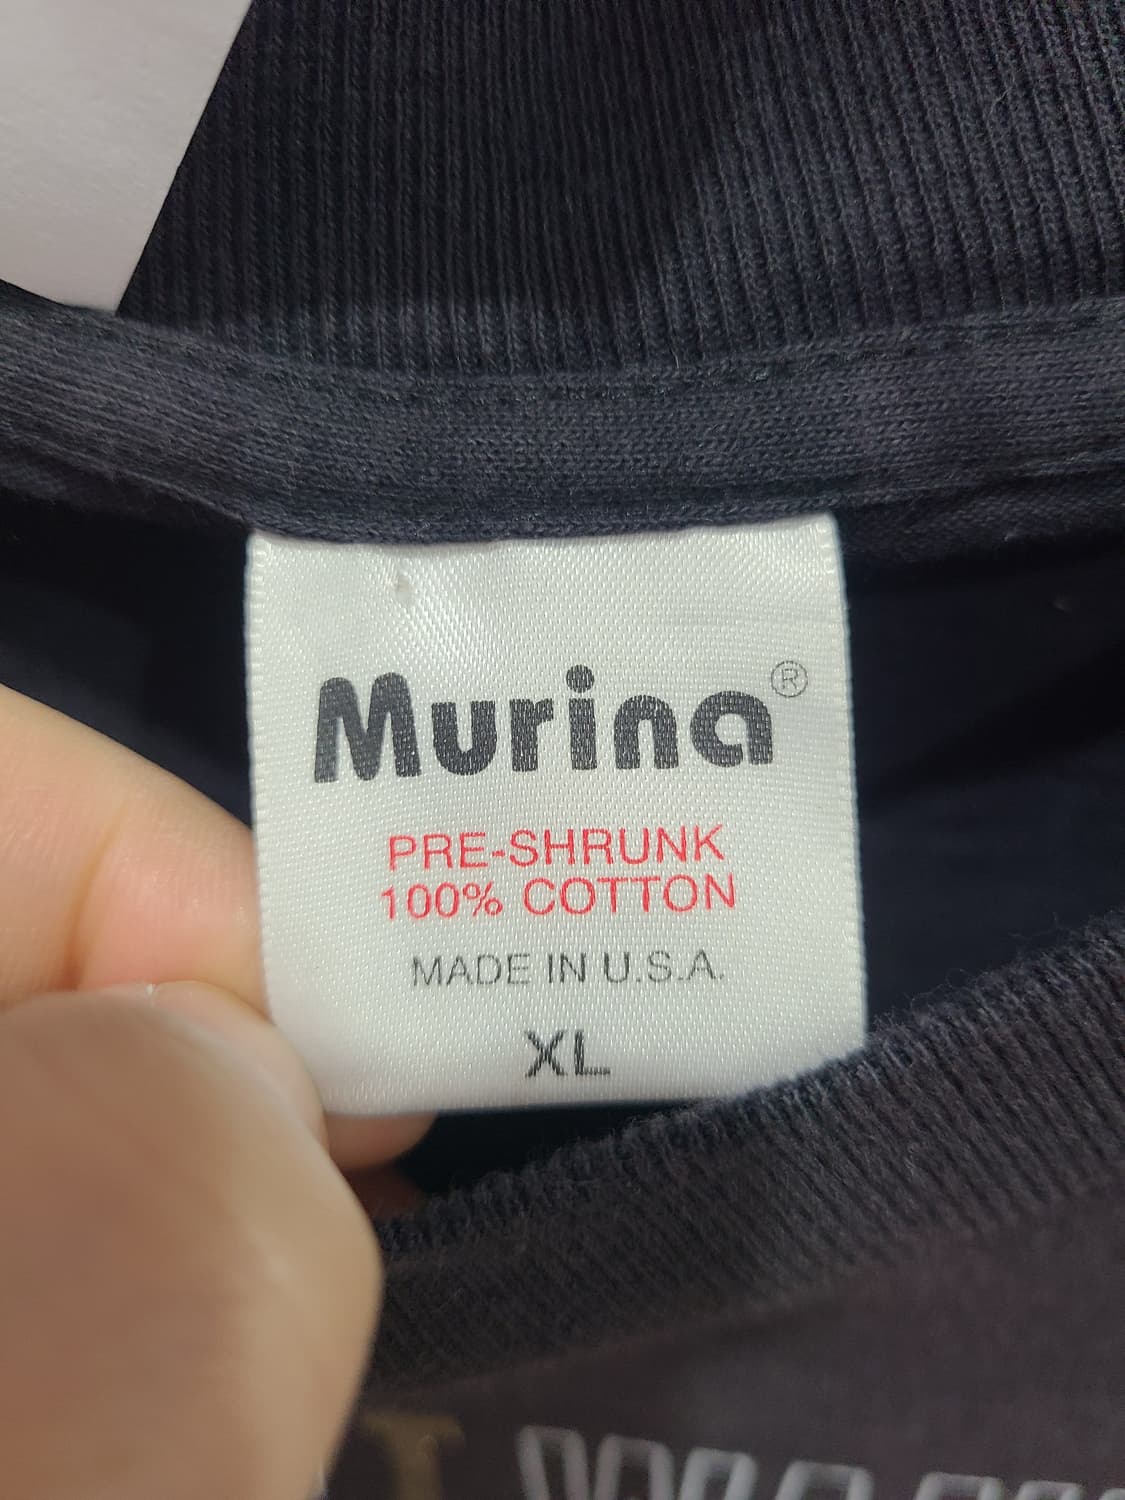 Murina®
PRE-SHRUNK
100% COTTON
MADE IN U.S.A.
XL